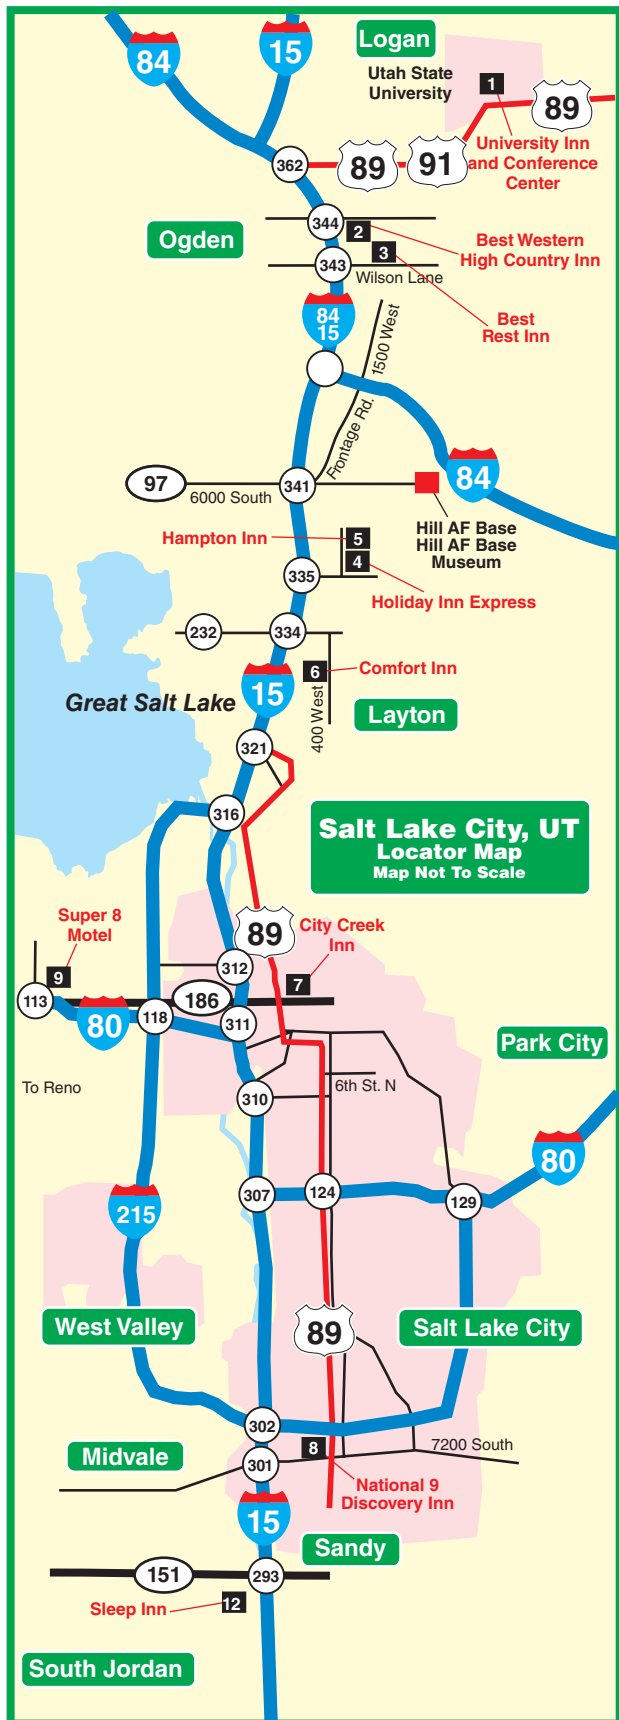 84
15
Logan
Utah State
University
1
89
University Inn
and Conference
Center
362
89
91
344
2
Ogden
Best Western
High Country Inn
3
343
Wilson Lane
84
15
Best
Rest Inn
1500 West
Frontage Rd.
97
6000 South
341
84
Hill AF Base
Hill AF Base
Museum
Hampton Inn
5
4
335
Holiday Inn Express
232
334
6
Comfort Inn
15
400 West
Great Salt Lake
Layton
321
316
Salt Lake City, UT
Locator Map
Map Not To Scale
Super 8
Motel
89
City Creek
Inn
9
312
7
113
186
80
118
311
Park City
To Reno
6th St. N
310
80
307
124
129
215
West Valley
89
Salt Lake City
302
8
7200 South
Midvale
301
National 9
Discovery Inn
15
Sandy
151
293
Sleep Inn
12
South Jordan